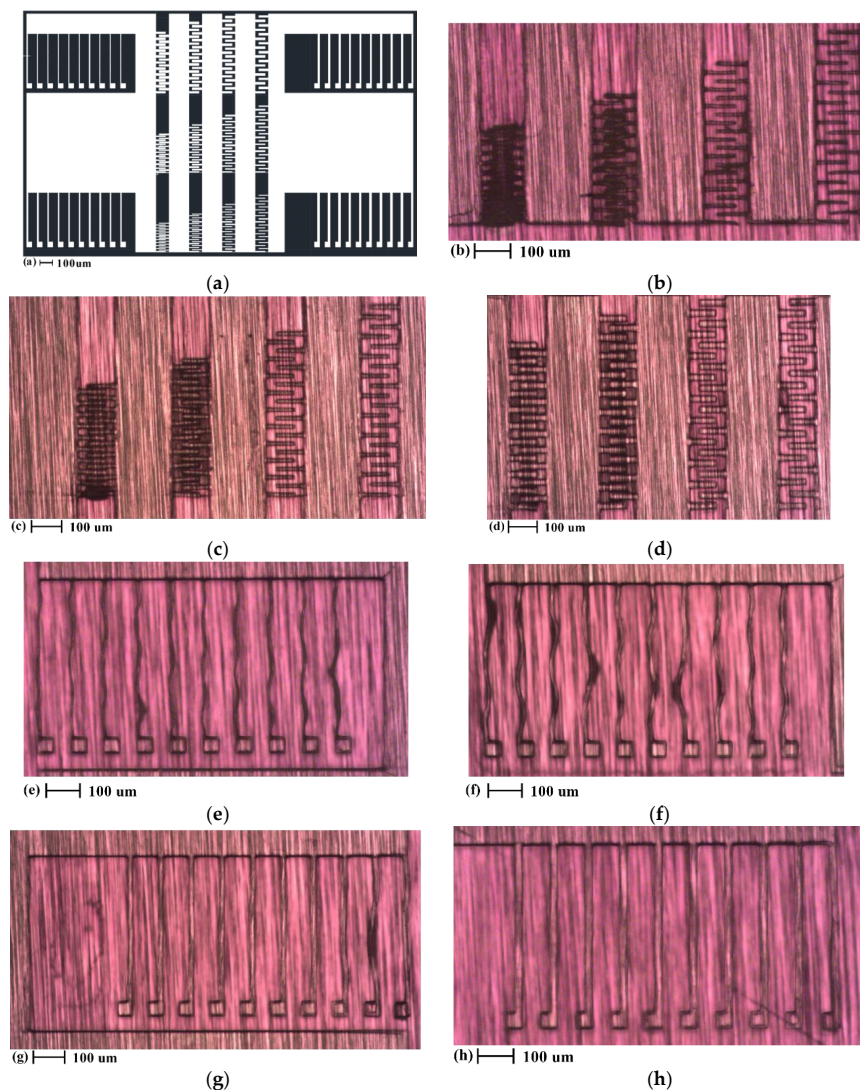 (a) 100um
(a)
(b) 100 um
(b)
(c) 100 um
(c)
(d) 100 um
(d)
(e) 100 um
(e)
(f) 100 um
(f)
(g) 100 um
(g)
(h) 100 um
(h)